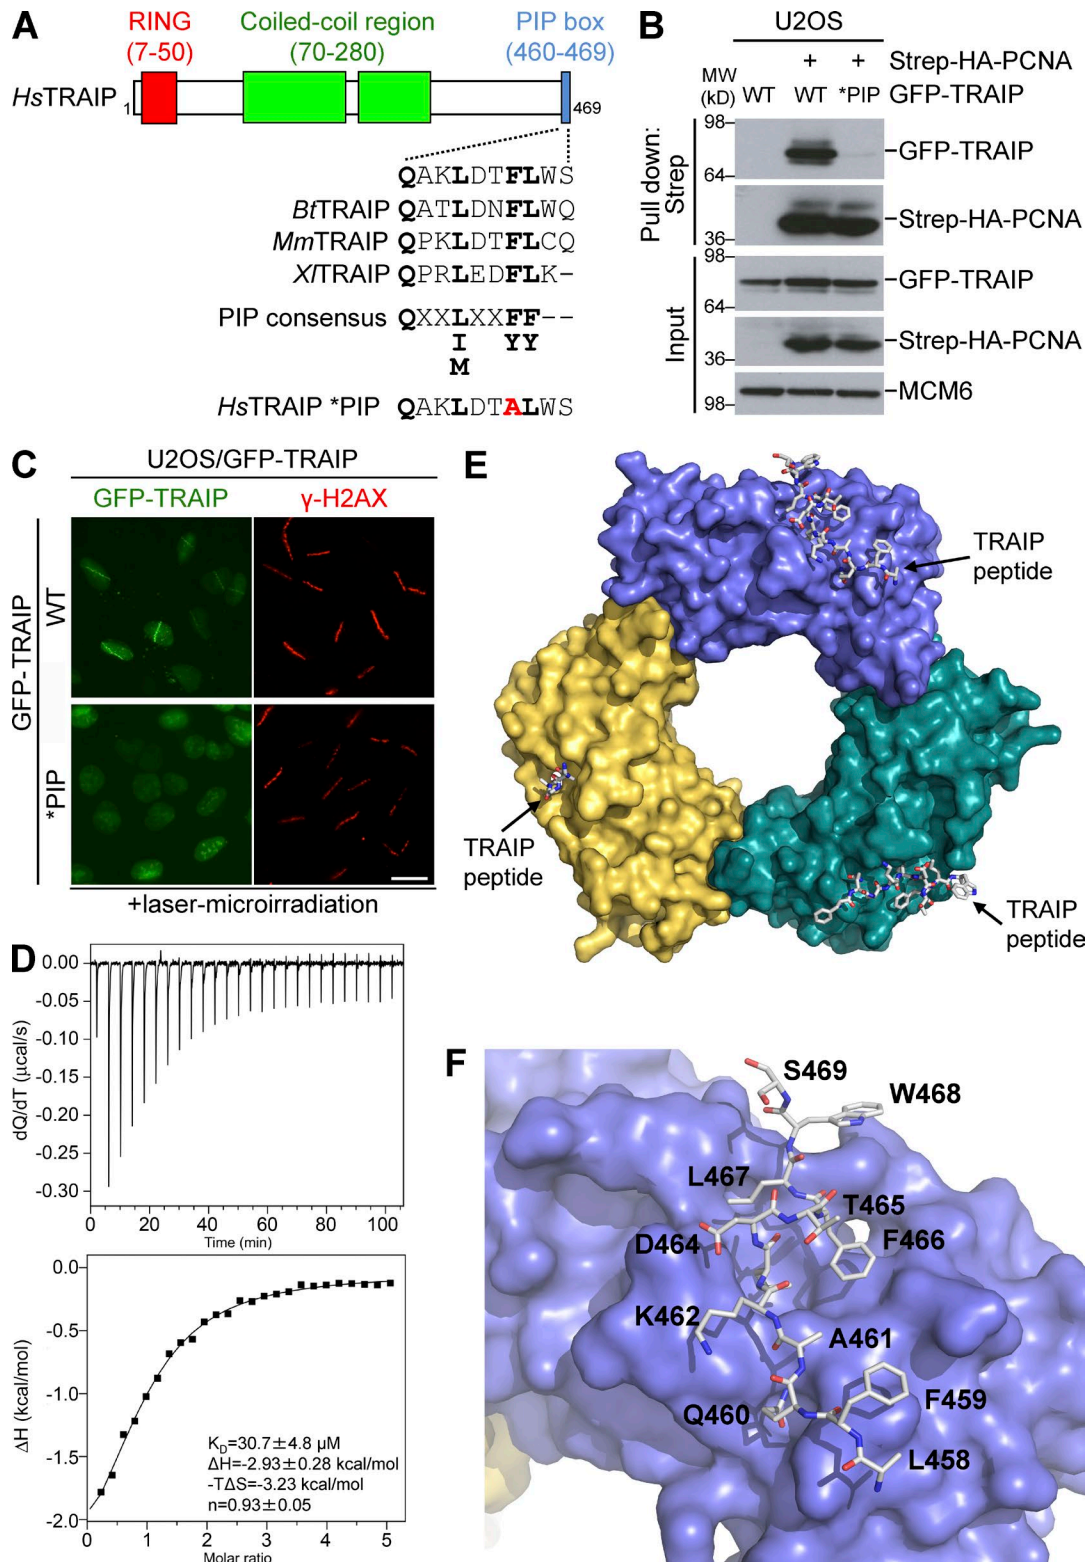 A
RING
(7-50)
Coiled-coil region
(70-280)
PIP box
(460-469)
HsTRAIP
1
469
QAKLDTFLWS
BtTRAIP QATLDNFLWQ
MmTRAIP QPKLDTFLCQ
XlTRAIP QPRLEDFLK-
PIP consensus QXXLXXFF--
I YY
M
HsTRAIP *PIP QAKLDTALWS
B
U2OS
+ + Strep-HA-PCNA
MW
(kD)
WT WT *PIP GFP-TRAIP
Pull down:
Strep
98
64
GFP-TRAIP
36
Strep-HA-PCNA
Input
98
64
GFP-TRAIP
36
Strep-HA-PCNA
98
MCM6
C
U2OS/GFP-TRAIP
GFP-TRAIP γ-H2AX
GFP-TRAIP
WT
*PIP
+laser-microirradiation
D
0.00
-0.05
-0.10
-0.15
-0.20
-0.25
-0.30
dQ/dT (µcal/s)
0 20 40 60 80 100
Time (min)
0.0
-0.5
-1.0
-1.5
-2.0
ΔH (kcal/mol)
KD=30.7±4.8 µM
ΔH=-2.93±0.28 kcal/mol
-TΔS=-3.23 kcal/mol
n=0.93±0.05
0 1 2 3 4 5
Molar ratio
E
TRAIP
peptide
TRAIP
peptide
TRAIP
peptide
F
S469
W468
L467
T465
D464
F466
K462
A461
F459
Q460
L458